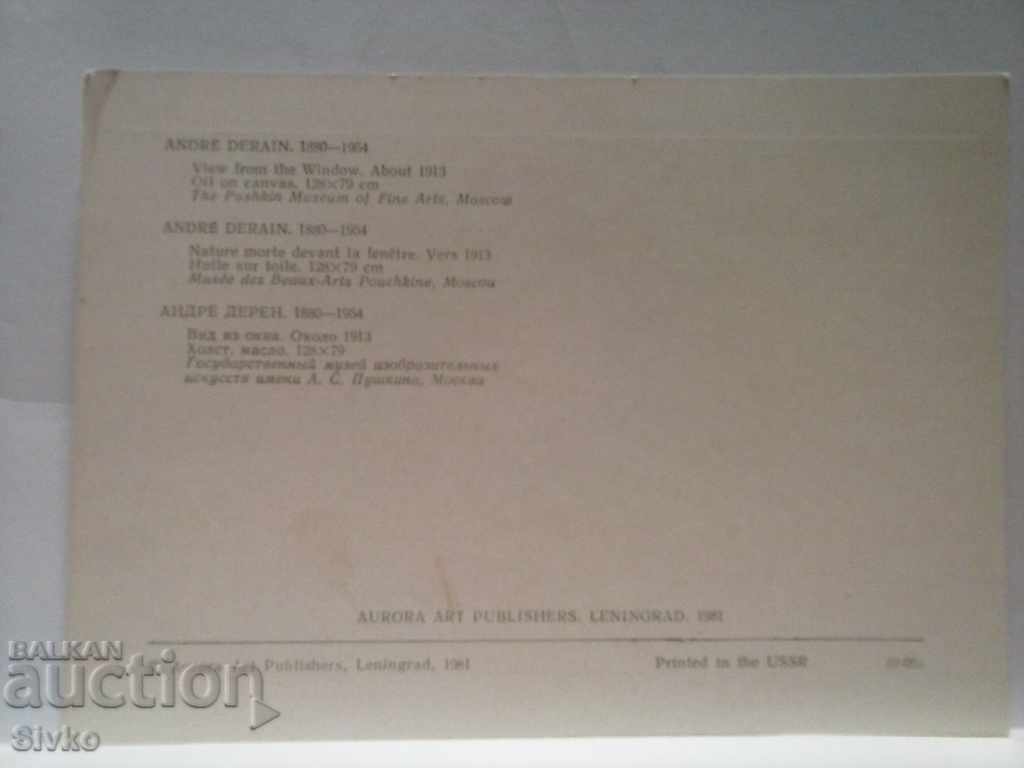 ANDRÉ DERAIN. 1880—1954
View from the Window. About 1913
Oil on canvas. 128×79 cm
The Pushkin Museum of Fine Arts, Moscow
ANDRÉ DERAIN. 1880—1954
Nature morte devant la fenêtre. Vers 1913
Huile sur toile. 128×79 cm
Musée des Beaux-Arts Pouchkine, Moscou
АНДРЕ ДЕРЕН. 1880—1954
Вид из окна. Около 1913
Холст, масло. 128×79
Государственный музей изобразительных
искусств имени А. С. Пушкина, Москва
AURORA ART PUBLISHERS. LENINGRAD. 1981
Art Publishers, Leningrad, 1981 Printed in the USSR
BALKAN
auction
Sivko